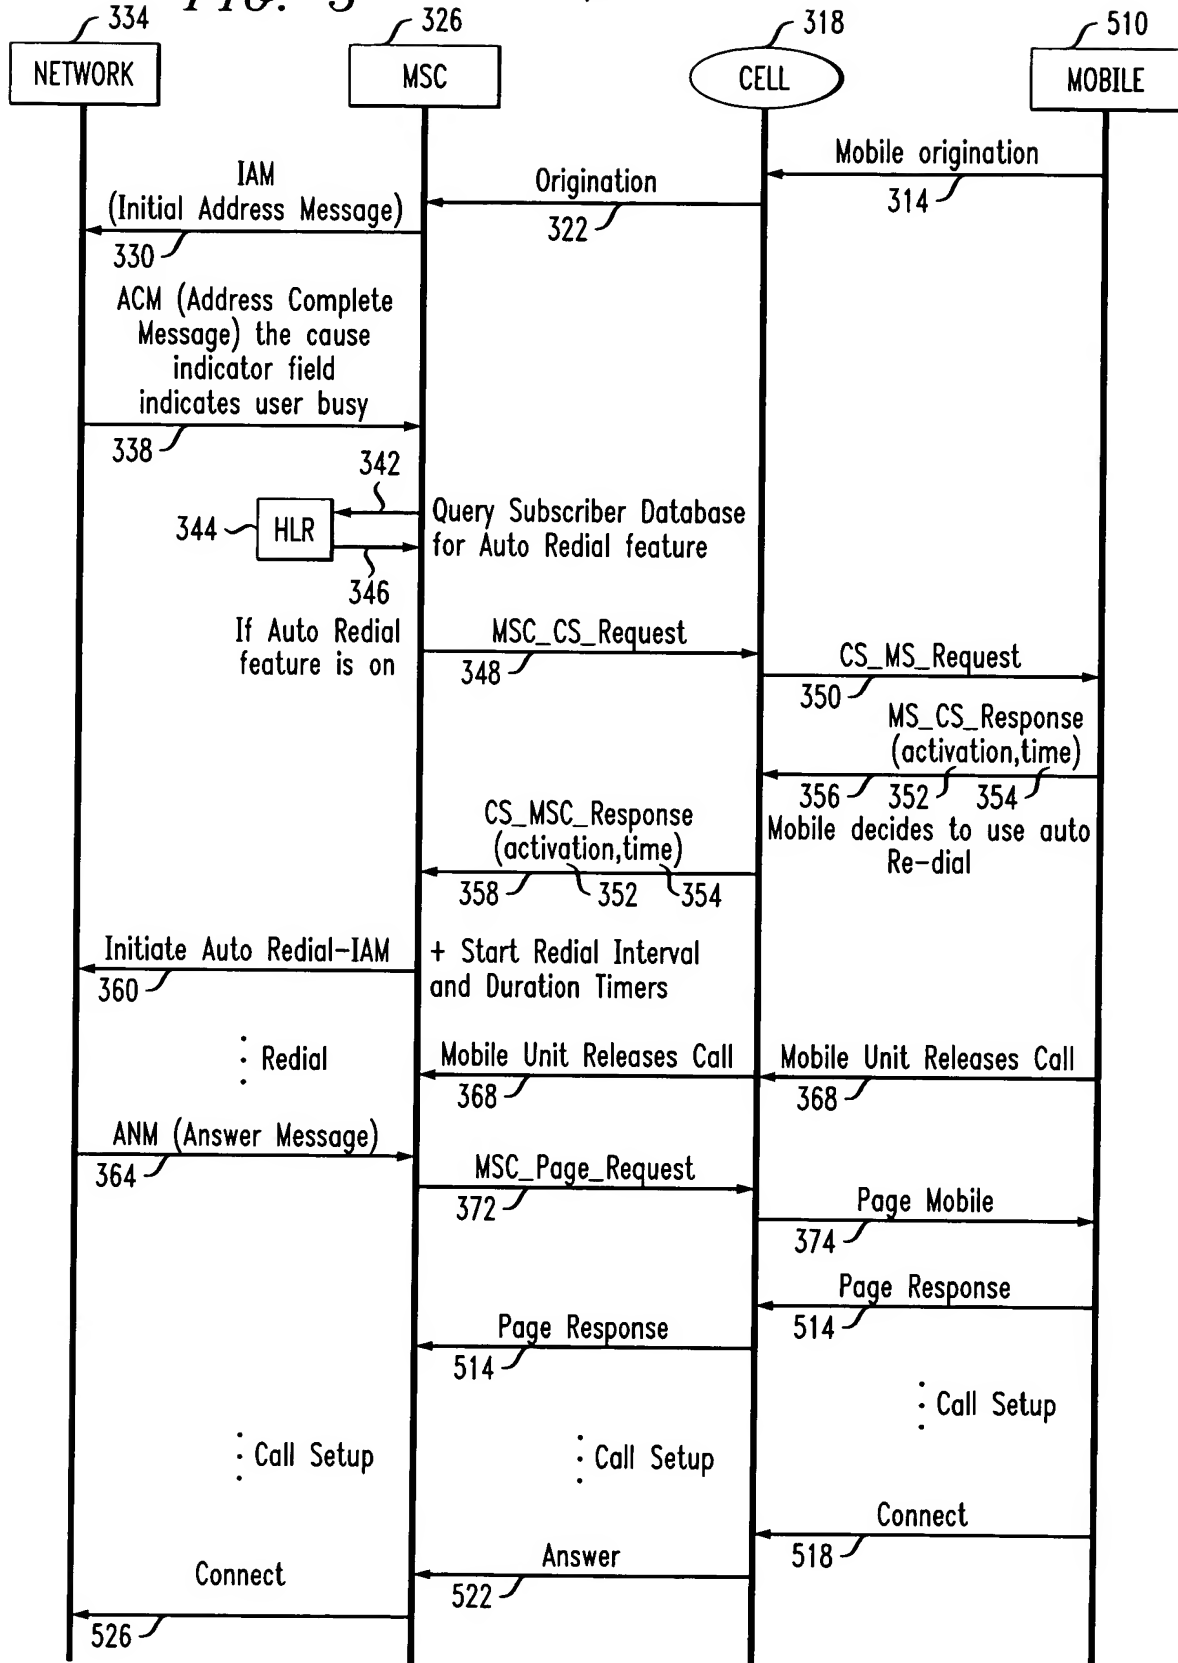 FIG. 5
334
326
318
510
NETWORK
MSC
CELL
MOBILE
Mobile origination
314
Origination
322
IAM
(Initial Address Message)
330
ACM (Address Complete
Message) the cause
indicator field
indicates user busy
338
342
344
HLR
346
Query Subscriber Database
for Auto Redial feature
If Auto Redial
feature is on
MSC_CS_Request
348
CS_MS_Request
350
MS_CS_Response
(activation,time)
356
352
354
Mobile decides to use auto
Re-dial
CS_MSC_Response
(activation,time)
358
352
354
Initiate Auto Redial-IAM
360
+ Start Redial Interval
and Duration Timers
Redial
Mobile Unit Releases Call
368
Mobile Unit Releases Call
368
ANM (Answer Message)
364
MSC_Page_Request
372
Page Mobile
374
Page Response
514
Page Response
514
Call Setup
Call Setup
Call Setup
Connect
518
Answer
522
Connect
526